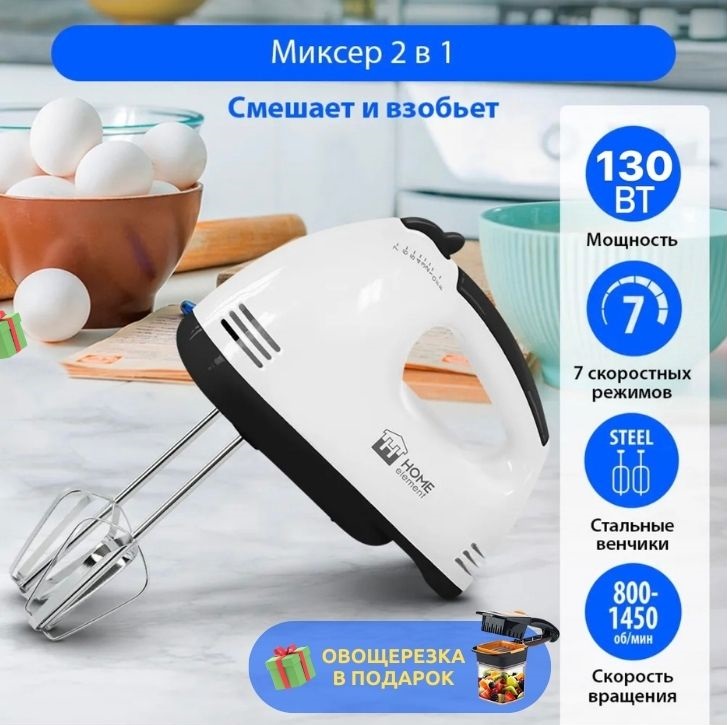 Миксер 2 в 1
Смешает и взобьет
130
ВТ
Мощность
7
7 скоростных
режимов
STEEL
Стальные
венчики
800-
1450
об/мин
Скорость
вращения
HOME
element
ОВОЩЕРЕЗКА
В ПОДАРОК